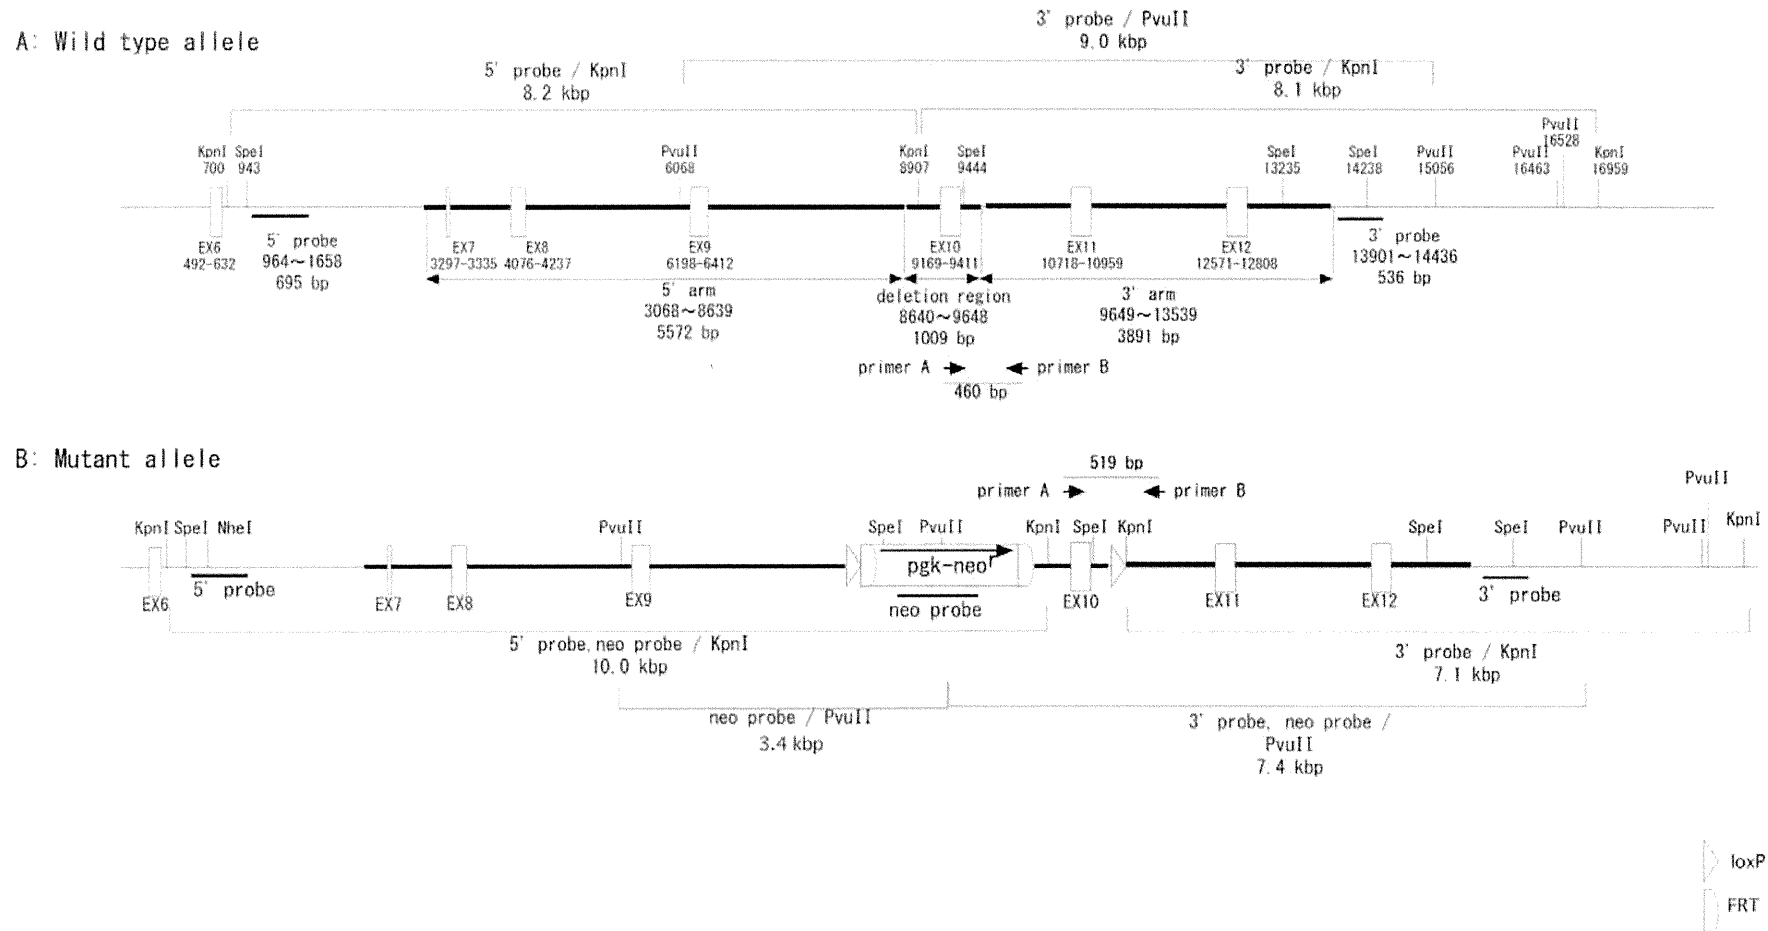 A: Wild type allele
3' probe / PvuII
9.0 kbp
5' probe / KpnI
8.2 kbp
3' probe / KpnI
8.1 kbp
KpnI
700
SpeI
943
PvuII
6068
KpnI
8907
SpeI
9444
SpeI
13235
SpeI
14238
PvuII
15056
PvuII
16463
PvuII
16528
KpnI
16959
EX6
492-632
5' probe
964~1658
695 bp
EX7
3297-3335
EX8
4076-4237
EX9
6198-6412
EX10
9169-9411
EX11
10718-10959
EX12
12571-12808
3' probe
13901~14436
536 bp
5' arm
3068~8639
5572 bp
deletion region
8640~9648
1009 bp
3' arm
9649~13539
3891 bp
primer A
primer B
460 bp
B: Mutant allele
519 bp
primer A
primer B
KpnI
SpeI
NheI
PvuII
SpeI
PvuII
KpnI
SpeI
KpnI
SpeI
SpeI
PvuII
PvuII
PvuII
KpnI
pgk-neo^r
EX6
5' probe
EX7
EX8
EX9
neo probe
EX10
EX11
EX12
3' probe
5' probe, neo probe / KpnI
10.0 kbp
3' probe / KpnI
7.1 kbp
neo probe / PvuII
3.4 kbp
3' probe, neo probe /
PvuII
7.4 kbp
loxP
FRT